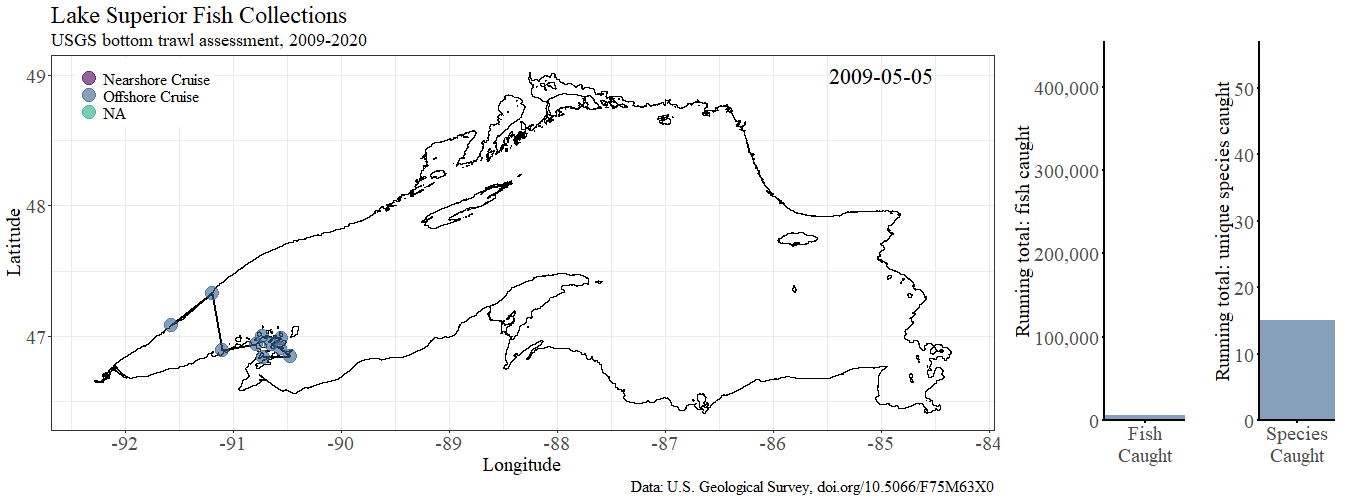 Lake Superior Fish Collections
USGS bottom trawl assessment, 2009-2020
Nearshore Cruise
Offshore Cruise
NA
2009-05-05
Latitude
49
48
47
-92
-91
-90
-89
-88
-87
-86
-85
-84
Longitude
Data: U.S. Geological Survey, doi.org/10.5066/F75M63X0
Running total: fish caught
400,000
300,000
200,000
100,000
0
Fish
Caught
Running total: unique species caught
50
40
30
20
10
0
Species
Caught